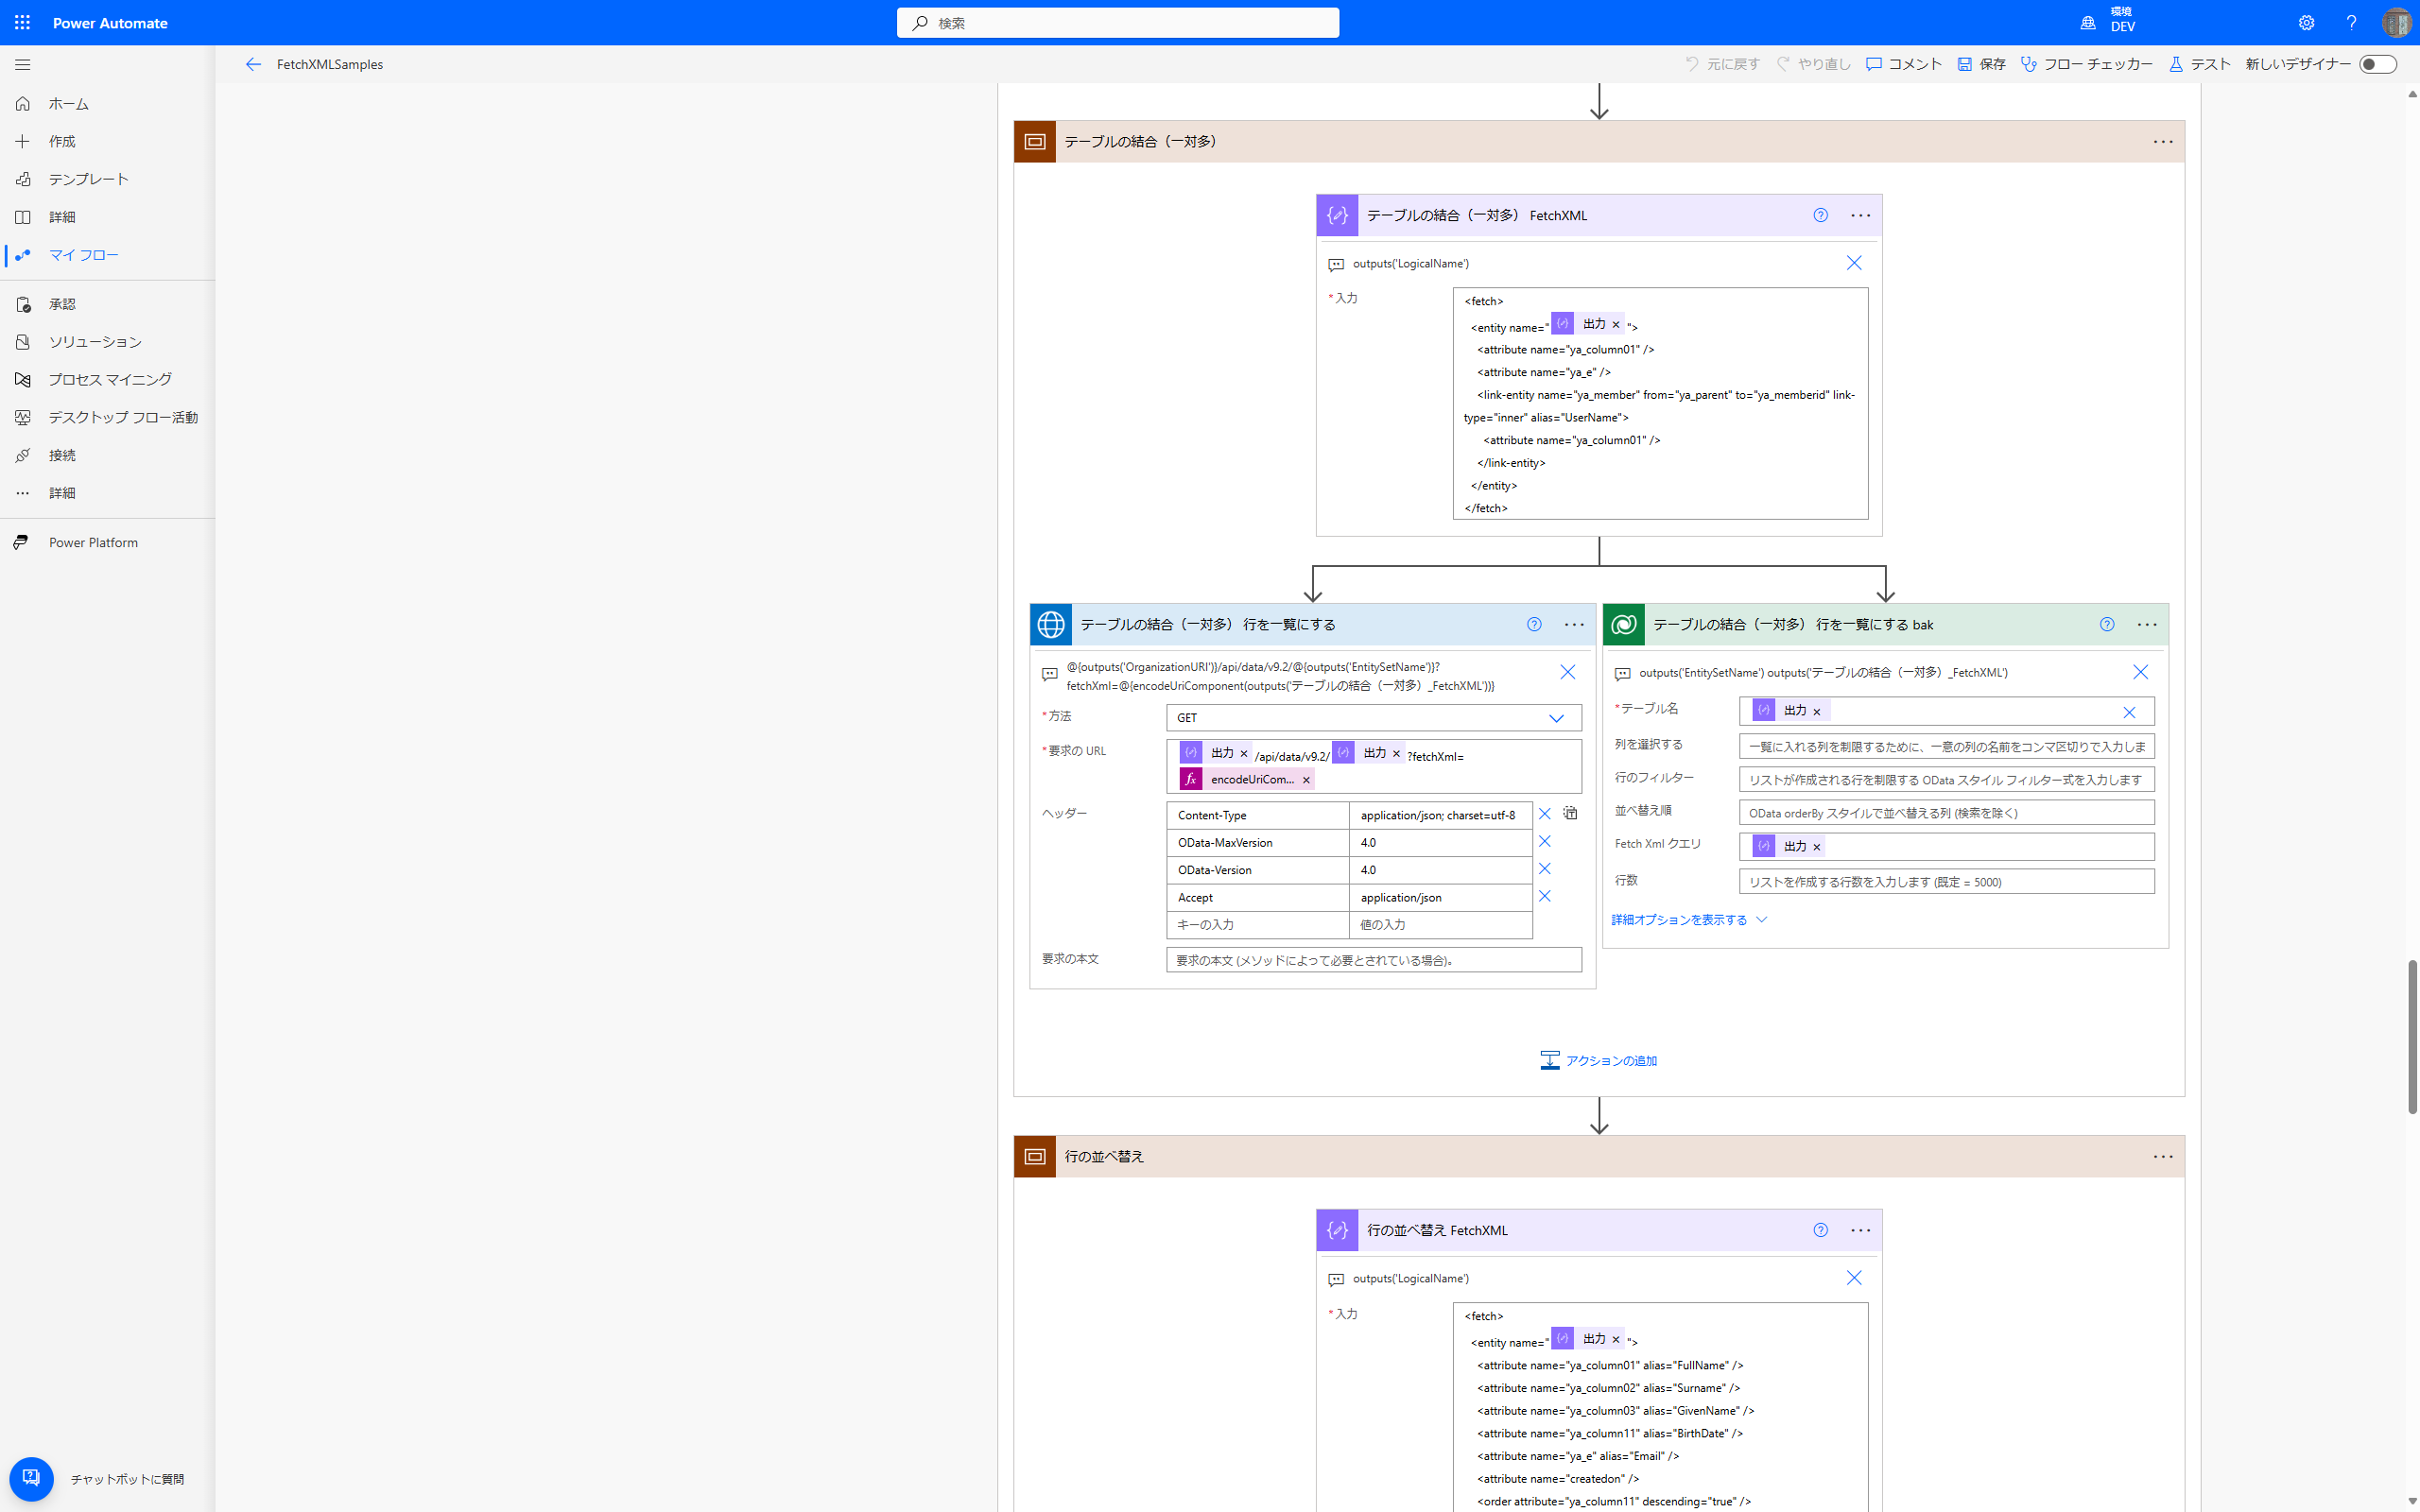 Power Automate
検索
環境
DEV
FetchXMLSamples
元に戻す
やり直し
コメント
保存
フロー チェッカー
テスト
新しいデザイナー
ホーム
作成
テンプレート
詳細
マイ フロー
承認
ソリューション
プロセス マイニング
デスクトップ フロー活動
接続
詳細
Power Platform
チャットボットに質問
テーブルの結合（一対多）
テーブルの結合（一対多） FetchXML
outputs('LogicalName')
*入力
<fetch>
<entity name=" 出力 ">
<attribute name="ya_column01" />
<attribute name="ya_e" />
<link-entity name="ya_member" from="ya_parent" to="ya_memberid" link-
type="inner" alias="UserName">
<attribute name="ya_column01" />
</link-entity>
</entity>
</fetch>
テーブルの結合（一対多） 行を一覧にする
@{outputs('OrganizationURI')}/api/data/v9.2/@{outputs('EntitySetName')}?
fetchXml=@{encodeUriComponent(outputs('テーブルの結合（一対多）_FetchXML'))}
*方法
GET
*要求の URL
出力 /api/data/v9.2/ 出力 ?fetchXml=
fx encodeUriCom...
ヘッダー
Content-Type application/json; charset=utf-8
OData-MaxVersion 4.0
OData-Version 4.0
Accept application/json
キーの入力 値の入力
要求の本文
要求の本文 (メソッドによって必要とされている場合)。
テーブルの結合（一対多） 行を一覧にする bak
outputs('EntitySetName') outputs('テーブルの結合（一対多）_FetchXML')
*テーブル名
出力
列を選択する
一覧に入れる列を制限するために、一意の列の名前をコンマ区切りで入力しま
行のフィルター
リストが作成される行を制限する OData スタイル フィルター式を入力します
並べ替え順
OData orderBy スタイルで並べ替える列 (検索を除く)
Fetch Xml クエリ
出力
行数
リストを作成する行数を入力します (既定 = 5000)
詳細オプションを表示する
アクションの追加
行の並べ替え
行の並べ替え FetchXML
outputs('LogicalName')
*入力
<fetch>
<entity name=" 出力 ">
<attribute name="ya_column01" alias="FullName" />
<attribute name="ya_column02" alias="Surname" />
<attribute name="ya_column03" alias="GivenName" />
<attribute name="ya_column11" alias="BirthDate" />
<attribute name="ya_e" alias="Email" />
<attribute name="createdon" />
<order attribute="ya_column11" descending="true" />